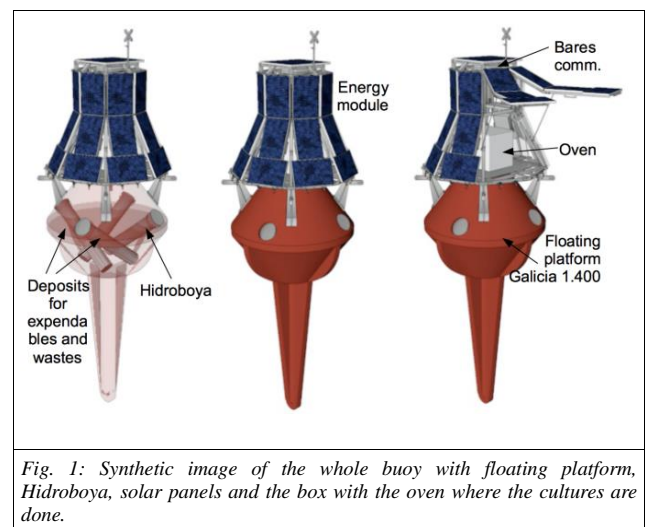 Bares
comm.
Energy
module
Oven
Floating
platform
Galicia 1.400
Deposits
for
expenda
bles and
wastes
Hidroboya
Fig. 1: Synthetic image of the whole buoy with floating platform,
Hidroboya, solar panels and the box with the oven where the cultures are
done.